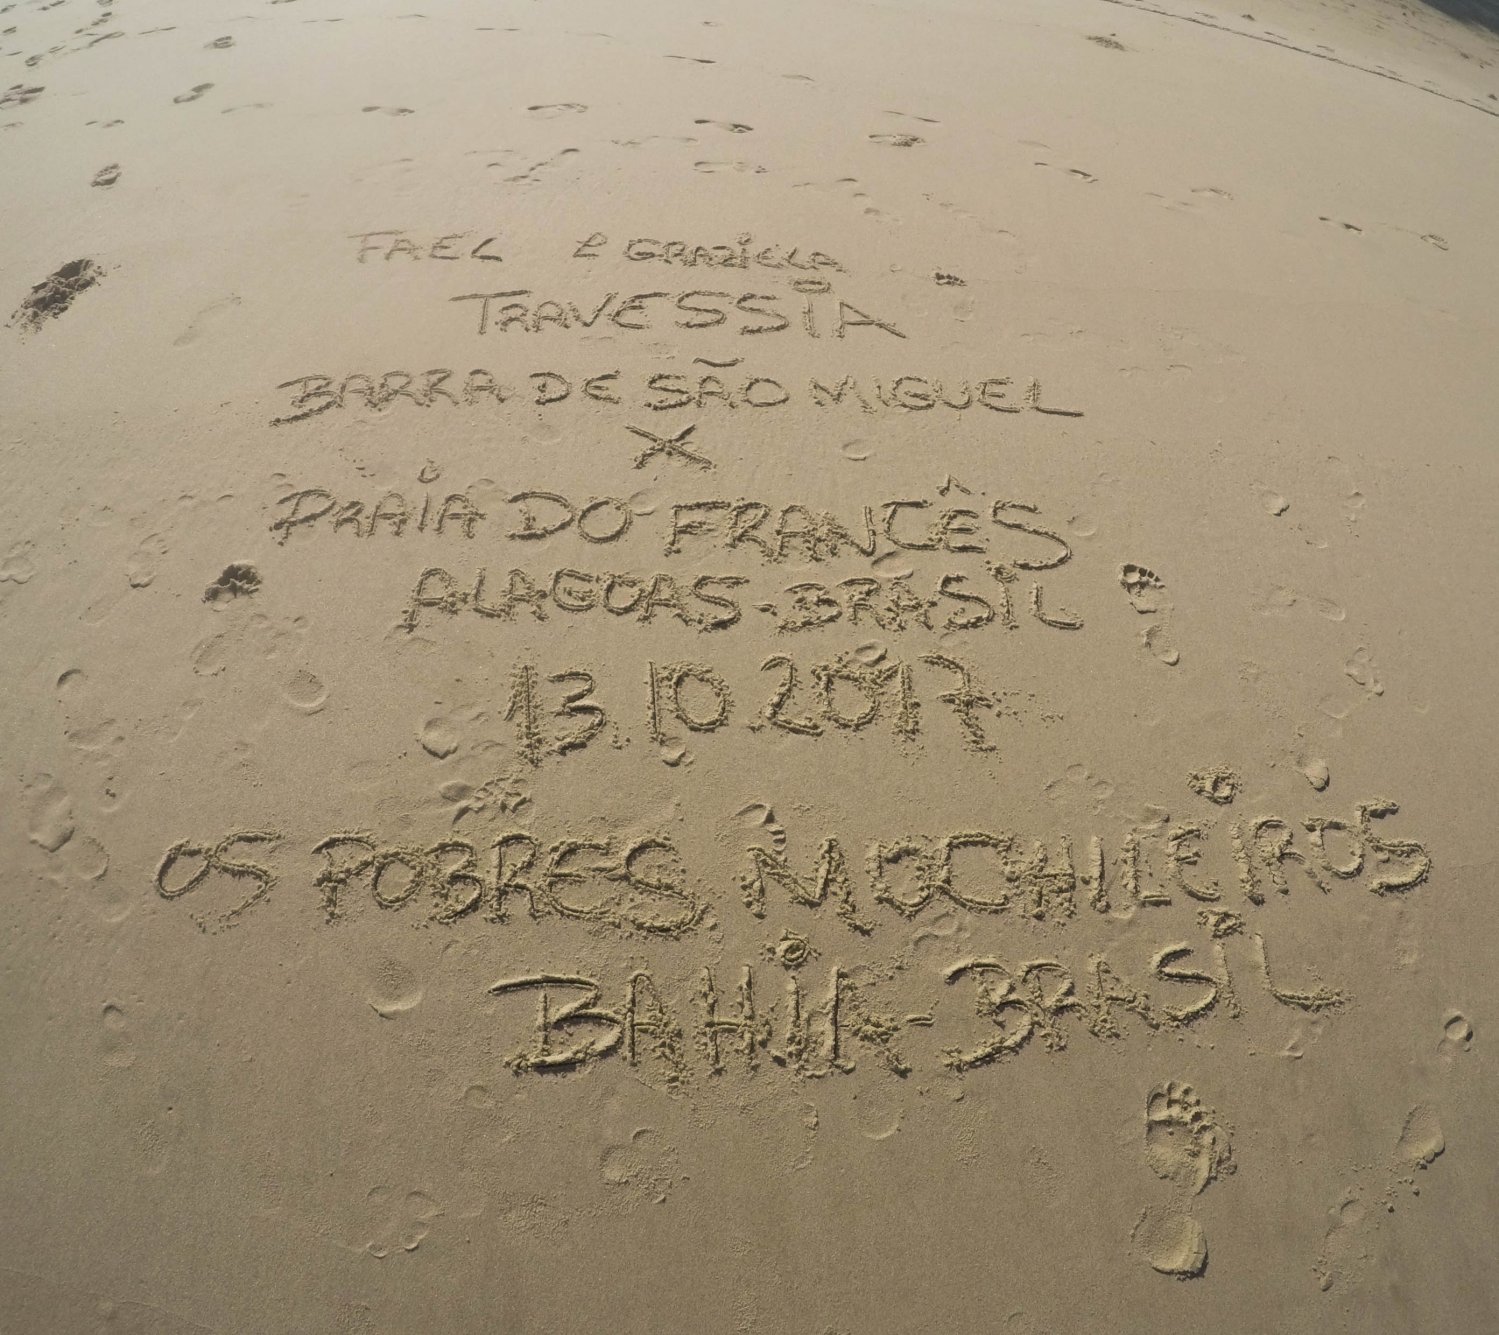 FAEL e GRAZiELA
TRAVESSIA
BARRA DE SÃO MIGUEL
X
PRAiA DO FRANCÊS
ALAGOAS-BRASiL
13.10.2017
OS POBRES MOCHiLEiROS
BAHiA-BRASiL